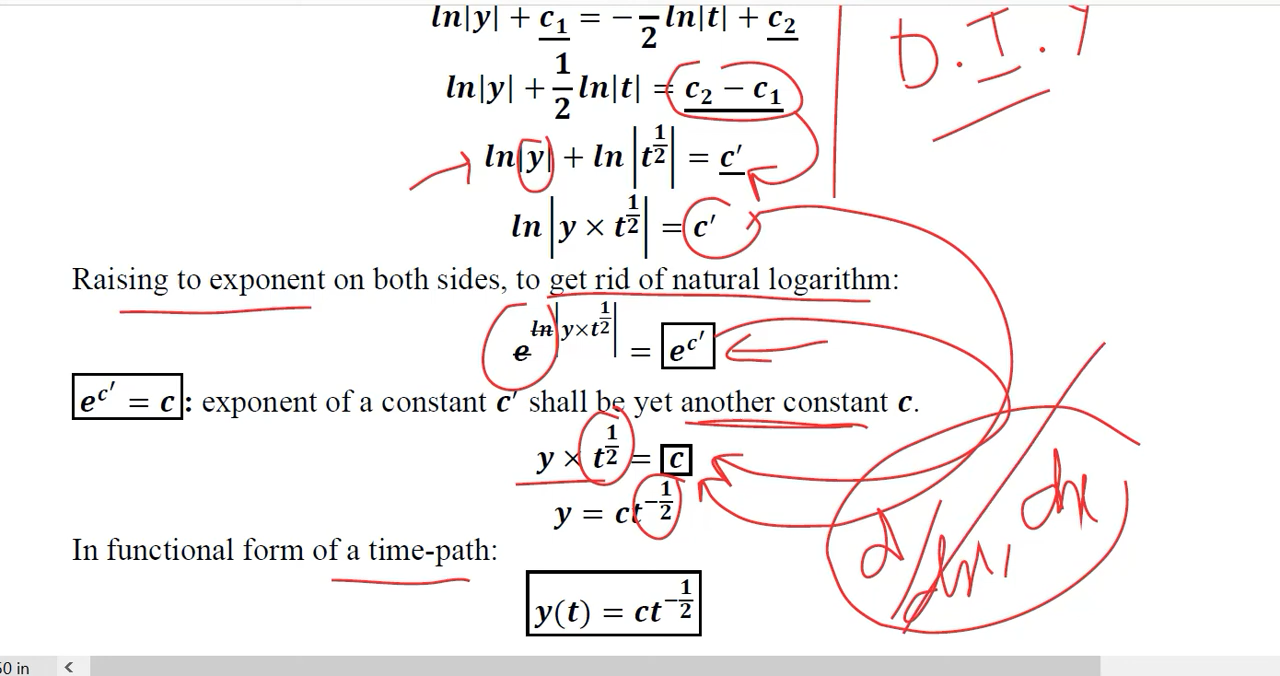 ln|y| + c₁ = −1/2 ln|t| + c₂
D.I.Y
ln|y| + 1/2 ln|t| = c₂ − c₁
ln|y| + ln|t^(1/2)| = c′
ln|y × t^(1/2)| = c′
Raising to exponent on both sides, to get rid of natural logarithm:
e^(ln|y×t^(1/2)|) = e^(c′)
e^(c′) = c : exponent of a constant c′ shall be yet another constant c.
y × t^(1/2) = c
y = ct^(−1/2)
In functional form of a time-path:
y(t) = ct^(−1/2)
50 in